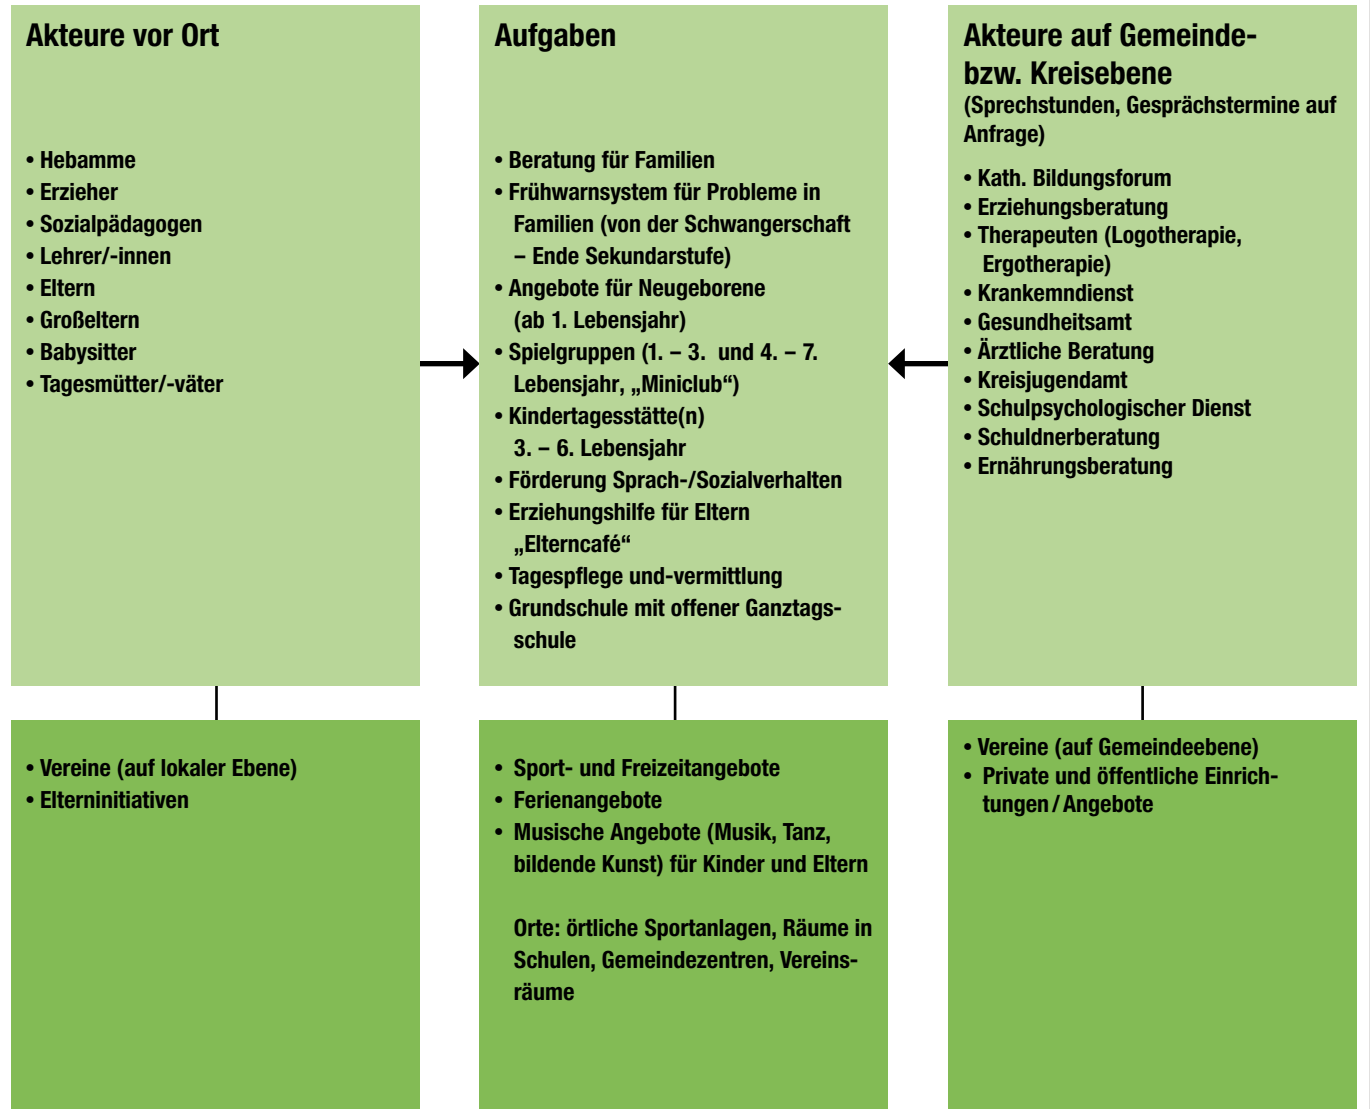 Akteure vor Ort
• Hebamme
• Erzieher
• Sozialpädagogen
• Lehrer/-innen
• Eltern
• Großeltern
• Babysitter
• Tagesmütter/-väter
Aufgaben
• Beratung für Familien
• Frühwarnsystem für Probleme in
Familien (von der Schwangerschaft
– Ende Sekundarstufe)
• Angebote für Neugeborene
(ab 1. Lebensjahr)
• Spielgruppen (1. – 3. und 4. – 7.
Lebensjahr, „Miniclub“)
• Kindertagesstätte(n)
3. – 6. Lebensjahr
• Förderung Sprach-/Sozialverhalten
• Erziehungshilfe für Eltern
„Elterncafé“
• Tagespflege und-vermittlung
• Grundschule mit offener Ganztags-
schule
Akteure auf Gemeinde-
bzw. Kreisebene
(Sprechstunden, Gesprächstermine auf
Anfrage)
• Kath. Bildungsforum
• Erziehungsberatung
• Therapeuten (Logotherapie,
Ergotherapie)
• Krankemndienst
• Gesundheitsamt
• Ärztliche Beratung
• Kreisjugendamt
• Schulpsychologischer Dienst
• Schuldnerberatung
• Ernährungsberatung
• Vereine (auf lokaler Ebene)
• Elterninitiativen
• Sport- und Freizeitangebote
• Ferienangebote
• Musische Angebote (Musik, Tanz,
bildende Kunst) für Kinder und Eltern
Orte: örtliche Sportanlagen, Räume in
Schulen, Gemeindezentren, Vereins-
räume
• Vereine (auf Gemeindeebene)
• Private und öffentliche Einrich-
tungen / Angebote